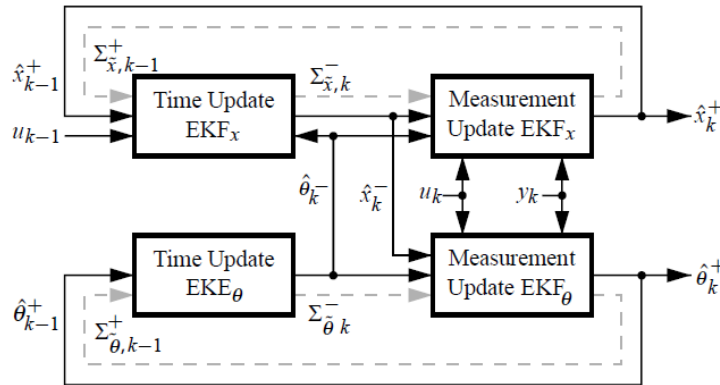 Σ⁺x̃,k−1
Σ⁻x̃,k
x̂⁺k−1
Time Update
EKFx
Measurement
Update EKFx
x̂⁺k
uk−1
θ̂k⁻
x̂k⁻
uk
yk
Time Update
EKEθ
Measurement
Update EKFθ
θ̂⁺k−1
θ̂k⁺
Σ⁺θ̃,k−1
Σ⁻θ̃ k